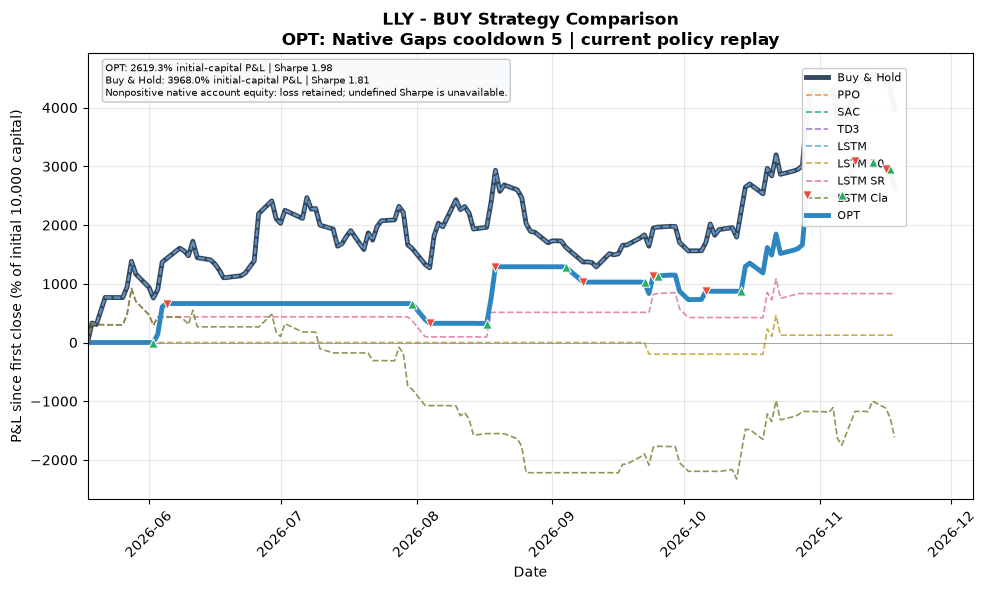 LLY - BUY Strategy Comparison
OPT: Native Gaps cooldown 5 | current policy replay
OPT: 2619.3% initial-capital P&L | Sharpe 1.98
Buy & Hold: 3968.0% initial-capital P&L | Sharpe 1.81
Nonpositive native account equity: loss retained; undefined Sharpe is unavailable.
Buy & Hold
PPO
SAC
TD3
LSTM
LSTM
LSTM SR
LSTM Cla
OPT
P&L since first close (% of initial 10,000 capital)
4000
3000
2000
1000
0
−1000
−2000
2026-06
2026-07
2026-08
2026-09
2026-10
2026-11
2026-12
Date